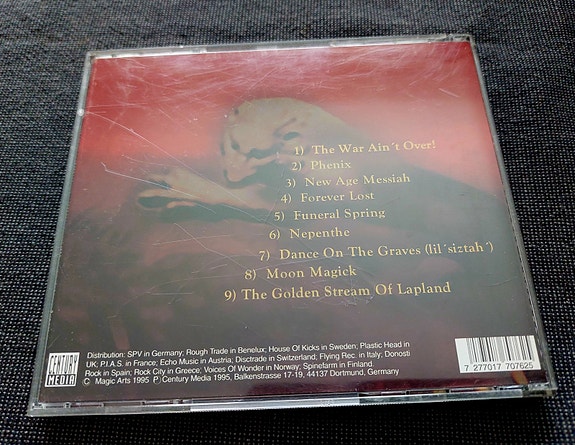 1) The War Ain´t Over!
2) Phenix
3) New Age Messiah
4) Forever Lost
5) Funeral Spring
6) Nepenthe
7) Dance On The Graves (lil´siztah´)
8) Moon Magick
9) The Golden Stream Of Lapland
CENTURY
MEDIA
Distribution: SPV in Germany; Rough Trade in Benelux; House Of Kicks in Sweden; Plastic Head in
UK; P.I.A.S. in France; Echo Music in Austria; Disctrade in Switzerland; Flying Rec. in Italy, Donosti
Rock in Spain; Rock City in Greece; Voices Of Wonder in Norway; Spinefarm in Finland.
© Magic Arts 1995 ℗ Century Media 1995, Balkenstrasse 17-19, 44137 Dortmund, Germany
7 277017 707625